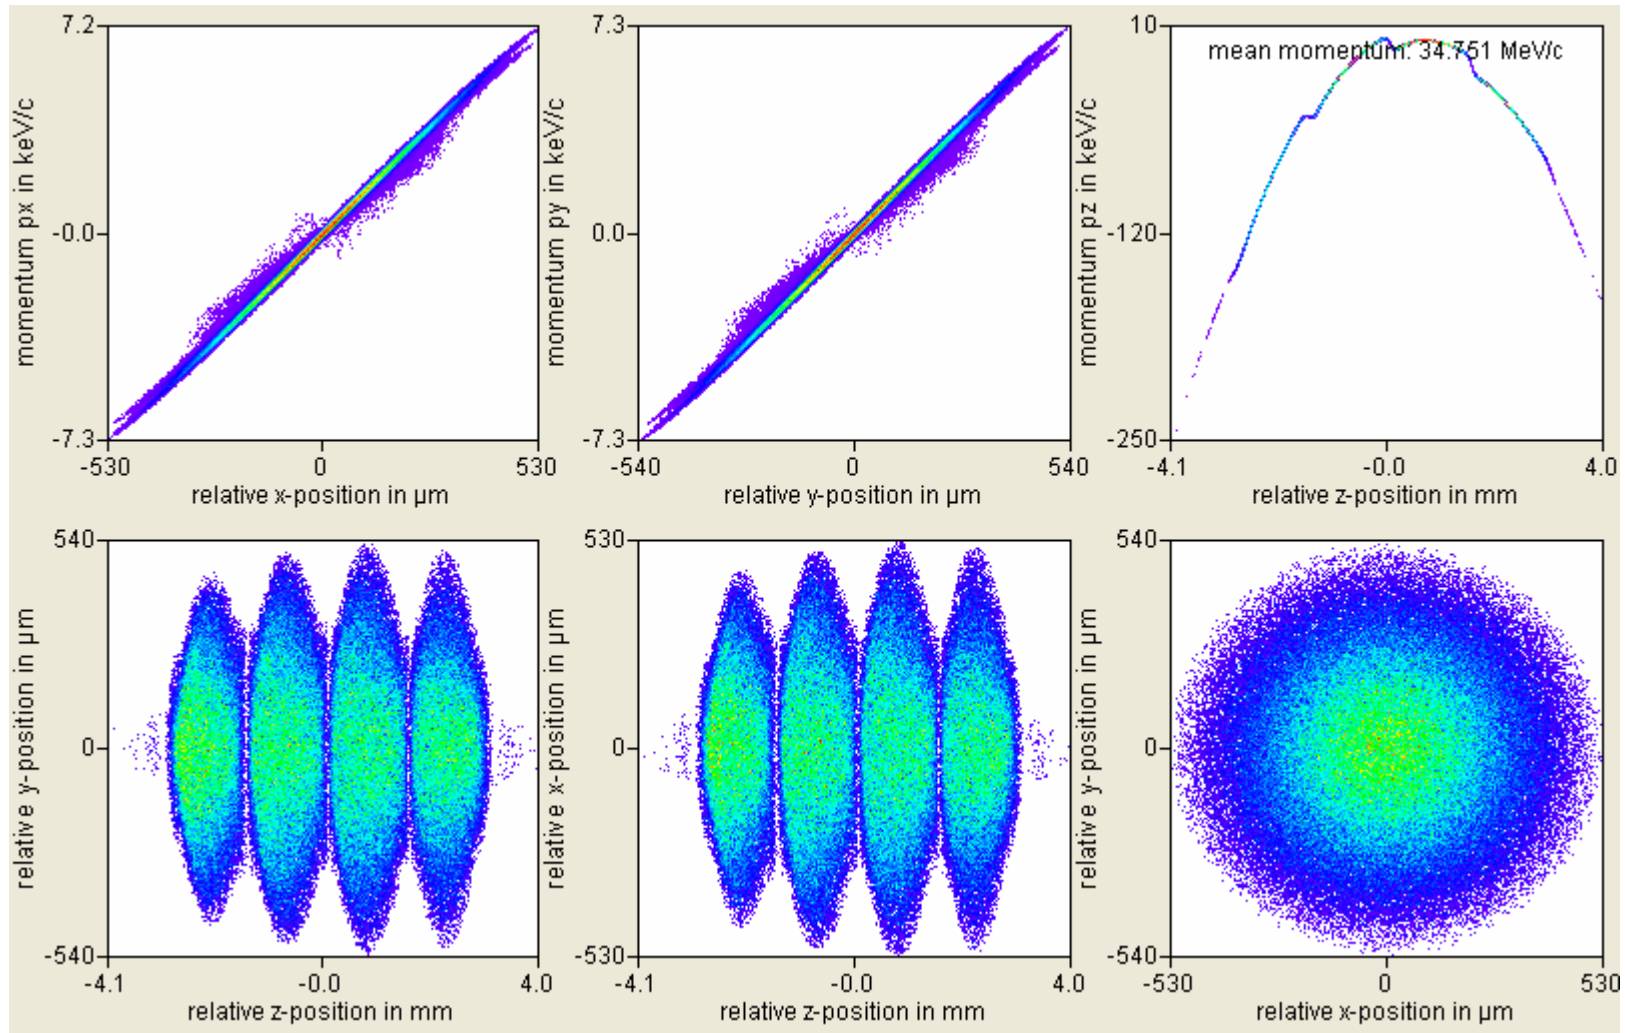 7.2
momentum px in keV/c
-0.0
-7.3
-530
0
530
relative x-position in µm
7.3
momentum py in keV/c
0.0
-7.3
-540
0
540
relative y-position in µm
10
mean momentum: 34.751 MeV/c
momentum pz in keV/c
-120
-250
-4.1
-0.0
4.0
relative z-position in mm
540
relative y-position in µm
0
-540
-4.1
-0.0
4.0
relative z-position in mm
530
relative x-position in µm
0
-530
-4.1
-0.0
4.0
relative z-position in mm
540
relative y-position in µm
0
-540
-530
0
530
relative x-position in µm